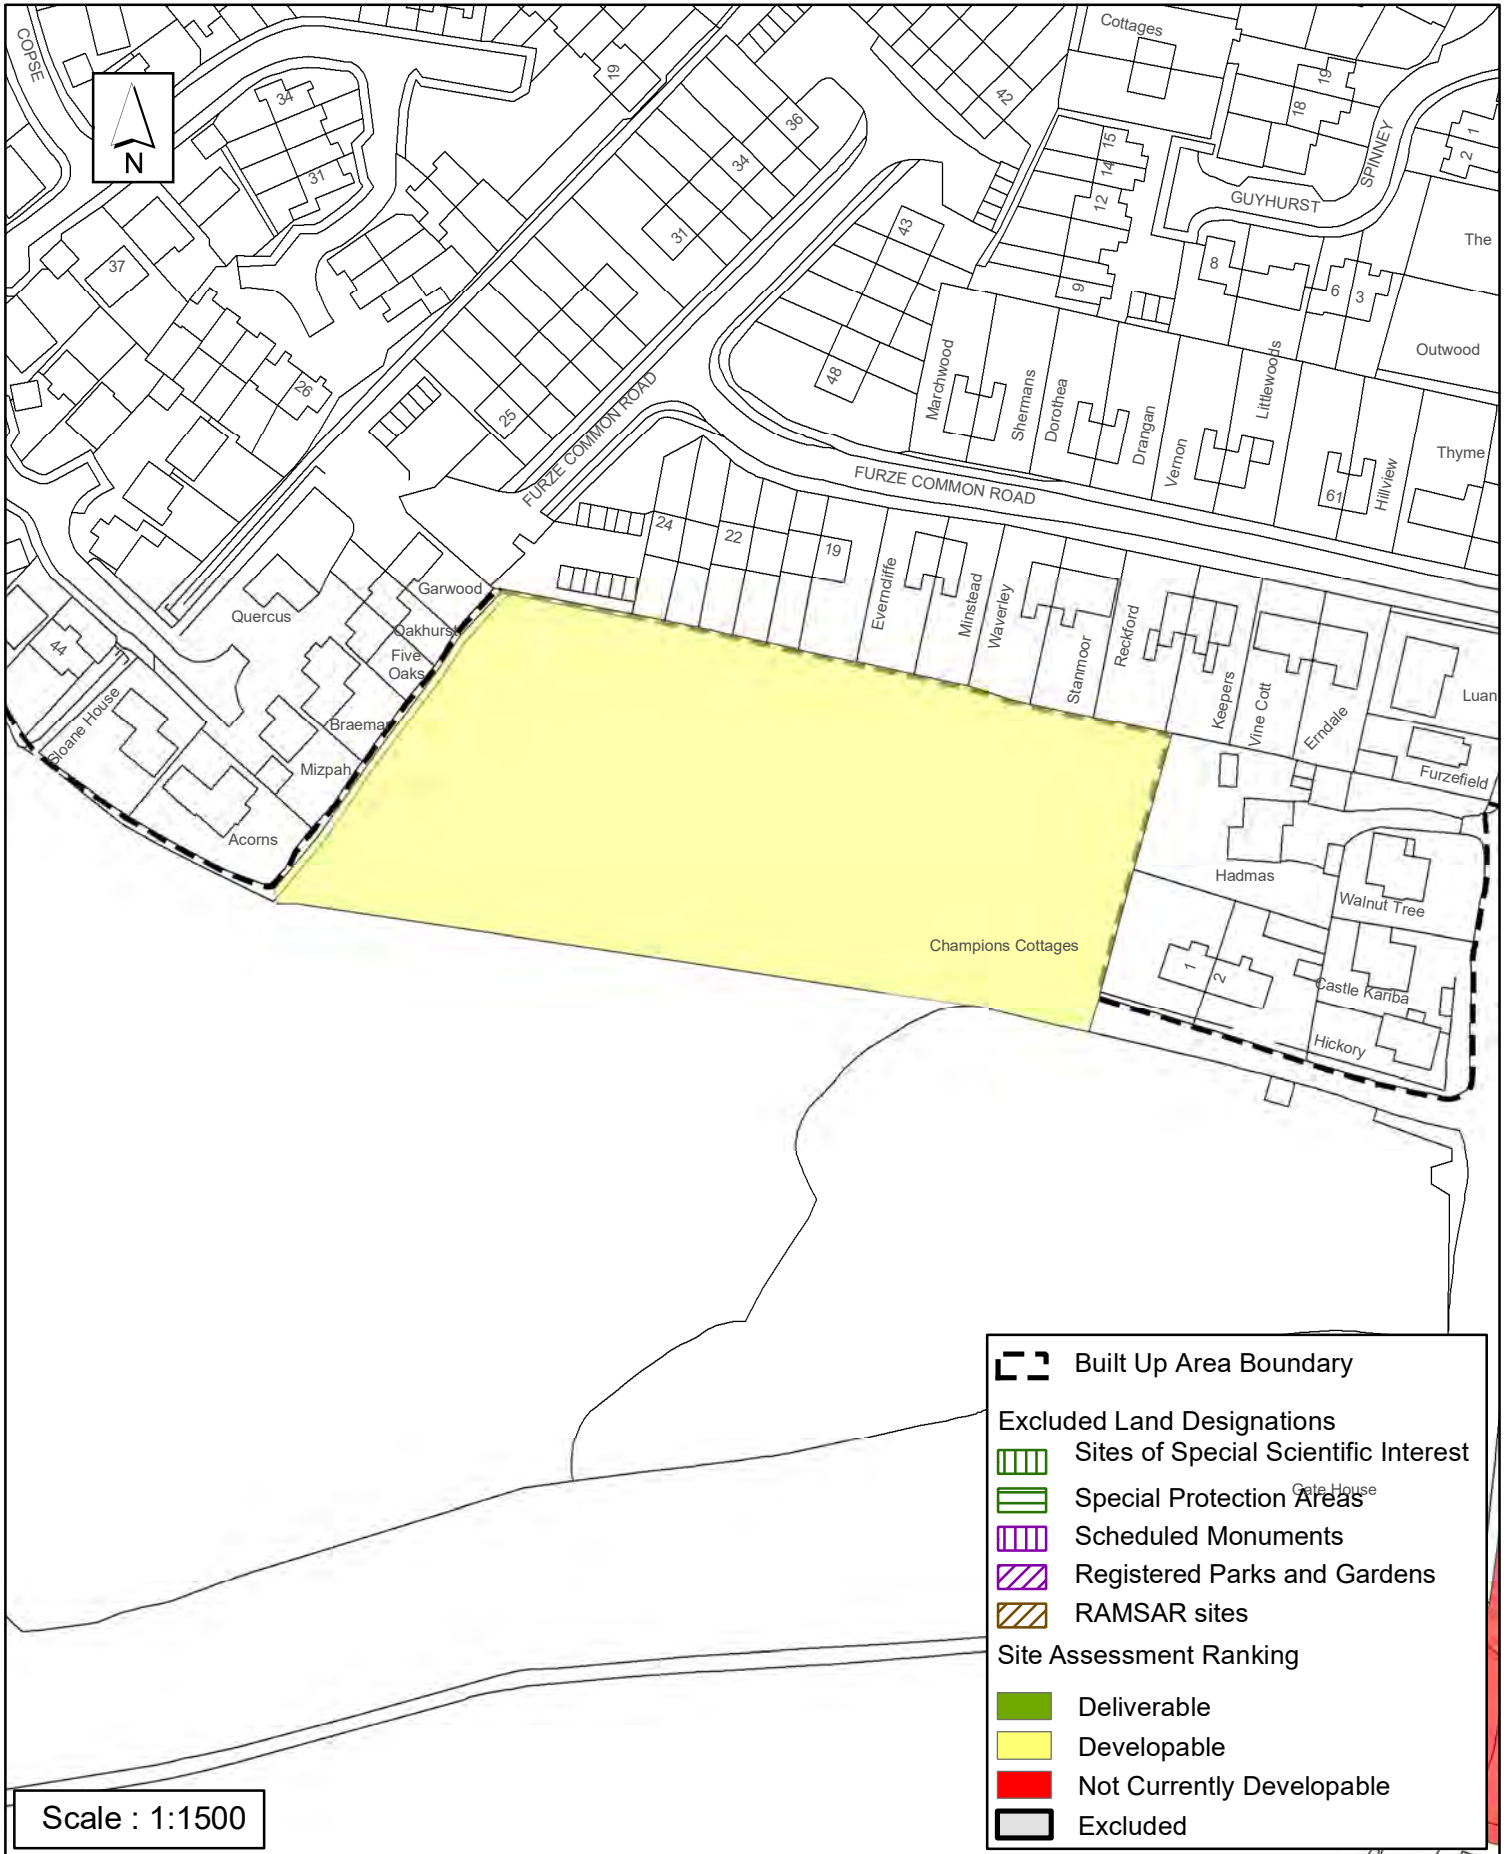 COPSE
N
34
31
37
26
19
36
34
31
25
FURZE COMMON ROAD
42
43
48
Cottages
15
14
12
9
19
18
SPINNEY
GUYHURST
1
2
8
6
3
The
Outwood
Thyme
Marchwood
Shermans
Dorothea
Drangan
Vernon
Littlewoods
61
Hillview
FURZE COMMON ROAD
24
22
19
Everncliffe
Minstead
Waverley
Stanmoor
Reckford
Keepers
Vine Cott
Erndale
Luan
Furzefield
Garwood
Quercus
Oakhurst
Five
Oaks
44
Sloane House
Braemar
Mizpah
Acorns
Hadmas
Walnut Tree
Champions Cottages
1
2
Castle Kariba
Hickory
Built Up Area Boundary
Excluded Land Designations
Sites of Special Scientific Interest
Gate House
Special Protection Areas
Scheduled Monuments
Registered Parks and Gardens
RAMSAR sites
Site Assessment Ranking
Deliverable
Developable
Not Currently Developable
Excluded
Scale : 1:1500